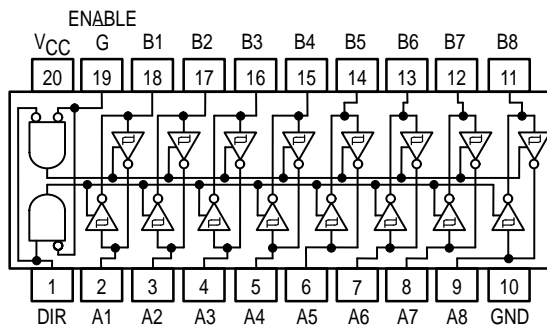 ENABLE
VCC G B1 B2 B3 B4 B5 B6 B7 B8
20 19 18 17 16 15 14 13 12 11
1 2 3 4 5 6 7 8 9 10
DIR A1 A2 A3 A4 A5 A6 A7 A8 GND